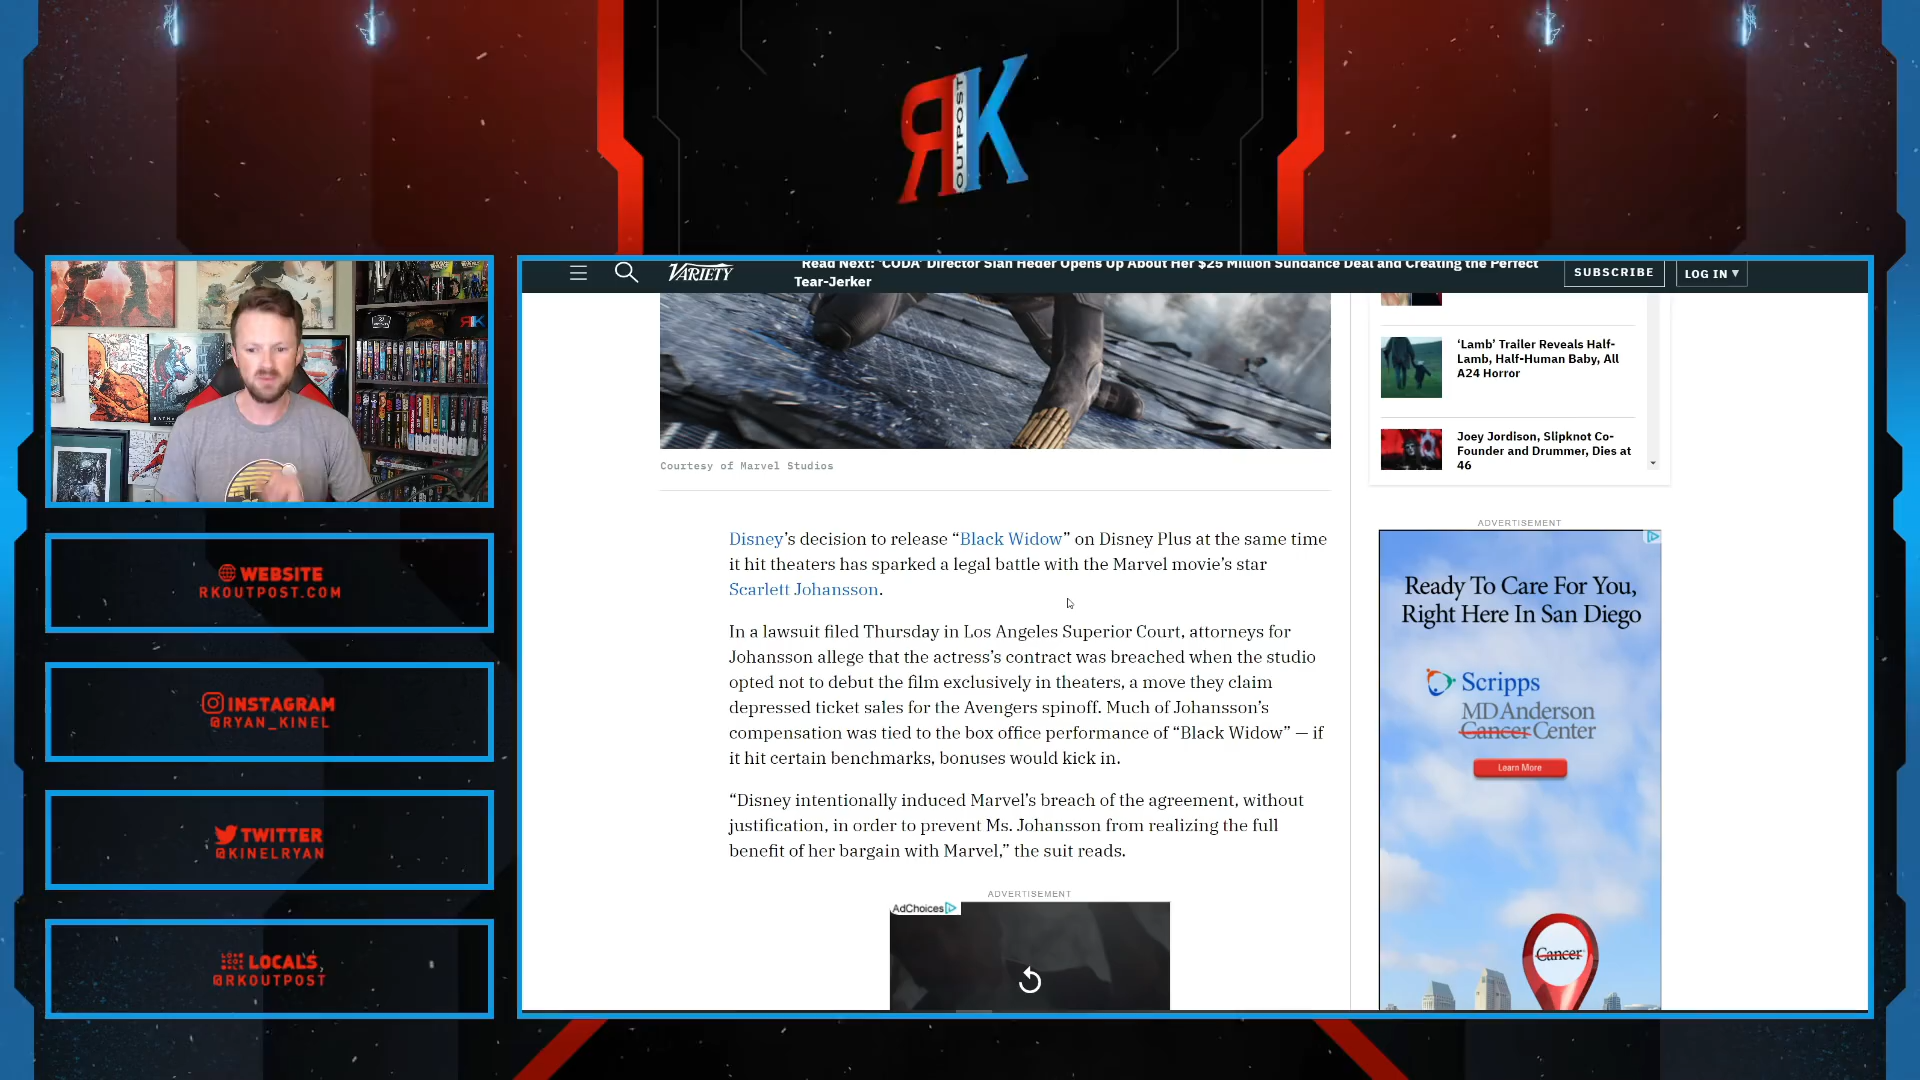 RK
OUTPOST
VARIETY
Read Next: ‘CODA’ Director Siân Heder Opens Up About Her $25 Million Sundance Deal and Creating the Perfect
Tear-Jerker
SUBSCRIBE
LOG IN ▾
RK
WEBSITE
RKOUTPOST.COM
INSTAGRAM
@RYAN_KINEL
TWITTER
@KINELRYAN
LOCALS
@RKOUTPOST
Courtesy of Marvel Studios
Disney’s decision to release “Black Widow” on Disney Plus at the same time
it hit theaters has sparked a legal battle with the Marvel movie’s star
Scarlett Johansson.
In a lawsuit filed Thursday in Los Angeles Superior Court, attorneys for
Johansson allege that the actress’s contract was breached when the studio
opted not to debut the film exclusively in theaters, a move they claim
depressed ticket sales for the Avengers spinoff. Much of Johansson’s
compensation was tied to the box office performance of “Black Widow” — if
it hit certain benchmarks, bonuses would kick in.
“Disney intentionally induced Marvel’s breach of the agreement, without
justification, in order to prevent Ms. Johansson from realizing the full
benefit of her bargain with Marvel,” the suit reads.
ADVERTISEMENT
AdChoices
‘Lamb’ Trailer Reveals Half-
Lamb, Half-Human Baby, All
A24 Horror
Joey Jordison, Slipknot Co-
Founder and Drummer, Dies at
46
ADVERTISEMENT
Ready To Care For You,
Right Here In San Diego
Scripps
MD Anderson
Cancer Center
Learn More
Cancer